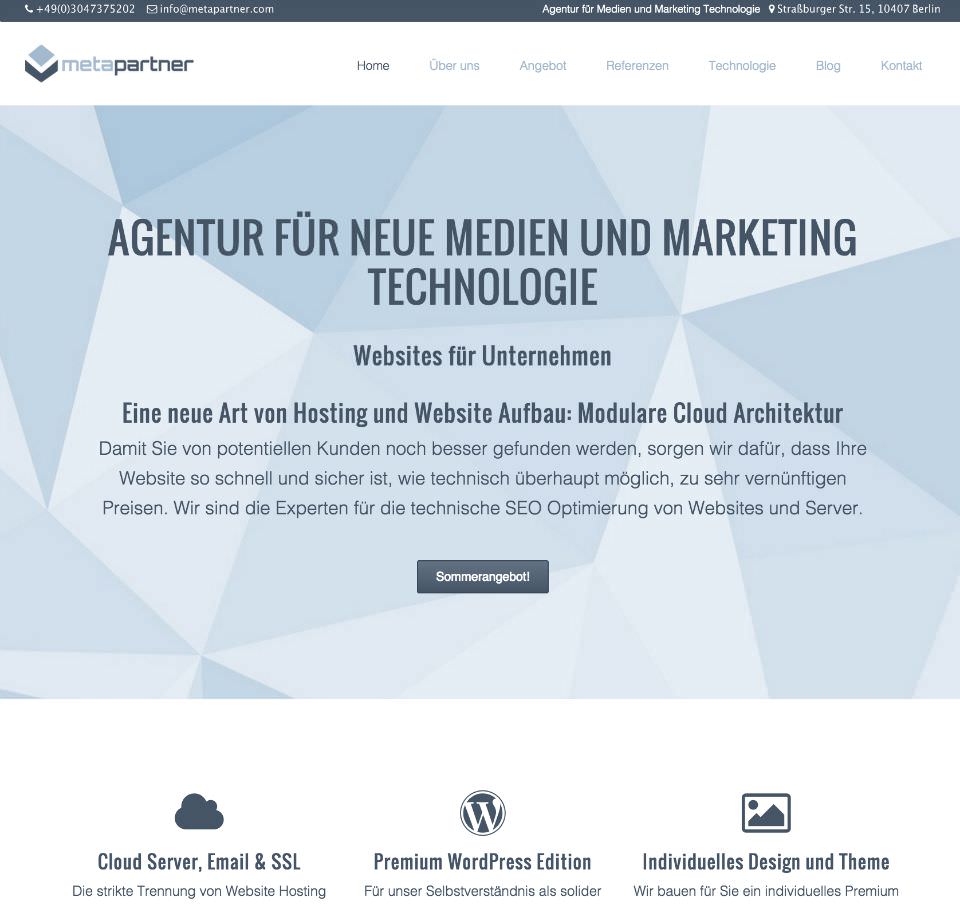 +49(0)3047375202 info@metapartner.com Agentur für Medien und Marketing Technologie Straßburger Str. 15, 10407 Berlin
metapartner Home Über uns Angebot Referenzen Technologie Blog Kontakt
AGENTUR FÜR NEUE MEDIEN UND MARKETING
TECHNOLOGIE
Websites für Unternehmen
Eine neue Art von Hosting und Website Aufbau: Modulare Cloud Architektur
Damit Sie von potentiellen Kunden noch besser gefunden werden, sorgen wir dafür, dass Ihre
Website so schnell und sicher ist, wie technisch überhaupt möglich, zu sehr vernünftigen
Preisen. Wir sind die Experten für die technische SEO Optimierung von Websites und Server.
Sommerangebot!
Cloud Server, Email & SSL
Die strikte Trennung von Website Hosting
Premium WordPress Edition
Für unser Selbstverständnis als solider
Individuelles Design und Theme
Wir bauen für Sie ein individuelles Premium